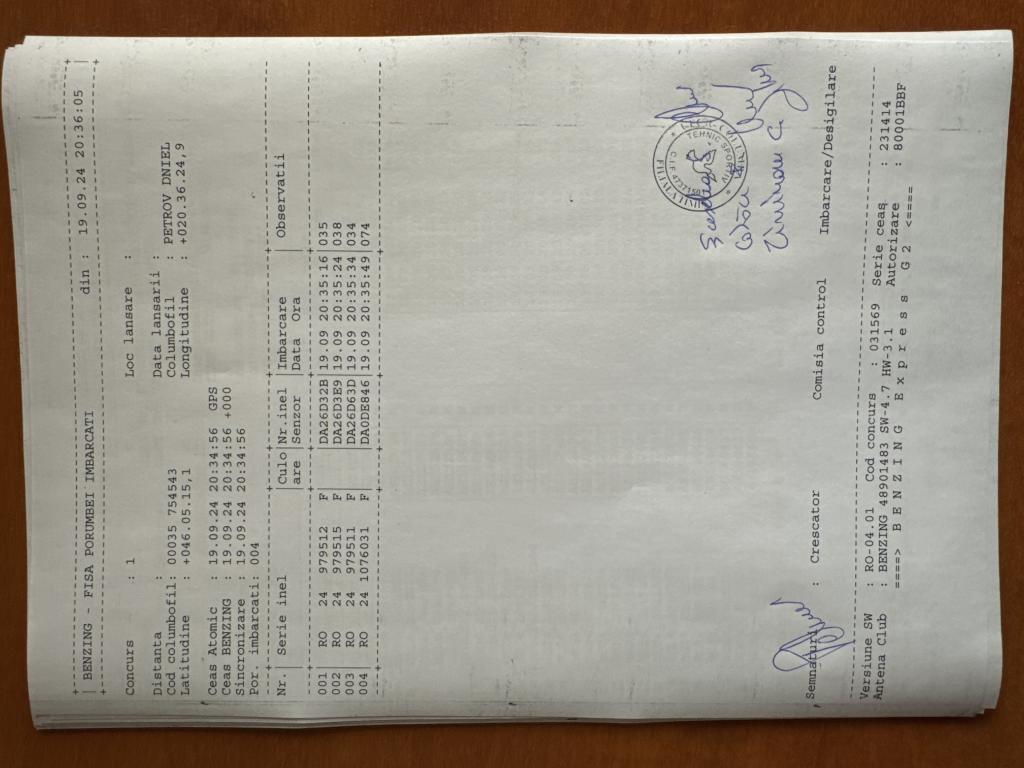 BENZING - FISA PORUMBEI IMBARCATI din : 19.09.24 20:36:05
Concurs : 1 Loc lansare :
Distanta : Data lansarii :
Cod columbofil: 00035 754543 Columbofil : PETROV DNIEL
Latitudine : +046.05.15,1 Longitudine : +020.36.24,9
Ceas Atomic : 19.09.24 20:34:56 GPS
Ceas BENZING : 19.09.24 20:34:56 +000
Sincronizare : 19.09.24 20:34:56
Por. imbarcati: 004
Nr.| Serie inel |Culo|Nr.inel |Imbarcare |Observatii
are |Senzor |Data Ora
001| RO 24 979512 F |DA26D32B|19.09 20:35:16|035
002| RO 24 979515 F |DA26D3E9|19.09 20:35:24|038
003| RO 24 979511 F |DA26D63D|19.09 20:35:34|034
004| RO 24 1076031 F |DA0DE846|19.09 20:35:49|074
TEHNIC SPORTIV
Semnaturi : Crescator Comisia control Imbarcare/Desigilare
Versiune SW : RO-04.01 Cod concurs : 031569 Serie ceas : 231414
Antena Club : BENZING 48901483 SW-4.7 HW-3.1 Autorizare : 80001BBF
====> B E N Z I N G E x p r e s s G 2 <====